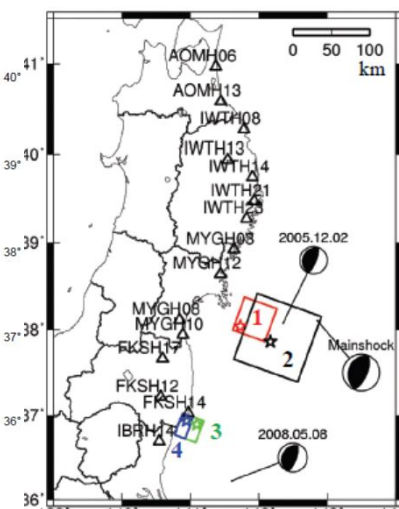 0 50 100
km
41°
40°
AOMH06
AOMH13
IWTH08
40°
39°
IWTH13
IWTH14
IWTH21
IWTH23
39°
38°
MYGH03
2005.12.02
MYGH12
38°
37°
MYGH08
MYGH10
1
2
Mainshock
FKSH17
FKSH12
FKSH14
37°
36°
IBRH14
3
4
2008.05.08
36°